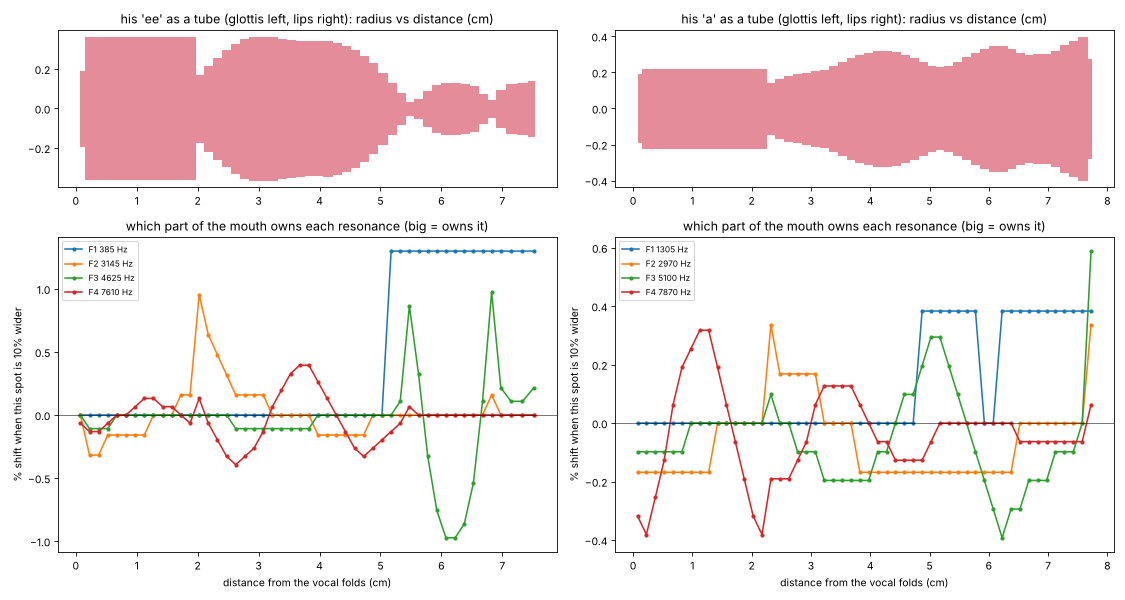 his 'ee' as a tube (glottis left, lips right): radius vs distance (cm)
0.2
0.0
−0.2
0 1 2 3 4 5 6 7
his 'a' as a tube (glottis left, lips right): radius vs distance (cm)
0.4
0.2
0.0
−0.2
−0.4
0 1 2 3 4 5 6 7 8
which part of the mouth owns each resonance (big = owns it)
F1 385 Hz
F2 3145 Hz
F3 4625 Hz
F4 7610 Hz
% shift when this spot is 10% wider
1.0
0.5
0.0
−0.5
−1.0
0 1 2 3 4 5 6 7
distance from the vocal folds (cm)
which part of the mouth owns each resonance (big = owns it)
F1 1305 Hz
F2 2970 Hz
F3 5100 Hz
F4 7870 Hz
% shift when this spot is 10% wider
0.6
0.4
0.2
0.0
−0.2
−0.4
0 1 2 3 4 5 6 7 8
distance from the vocal folds (cm)